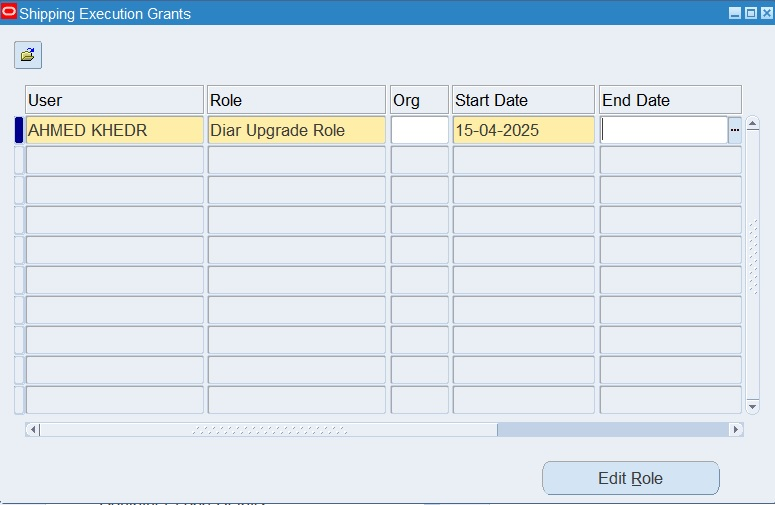 Shipping Execution Grants
User Role Org Start Date End Date
AHMED KHEDR Diar Upgrade Role 15-04-2025
Edit Role